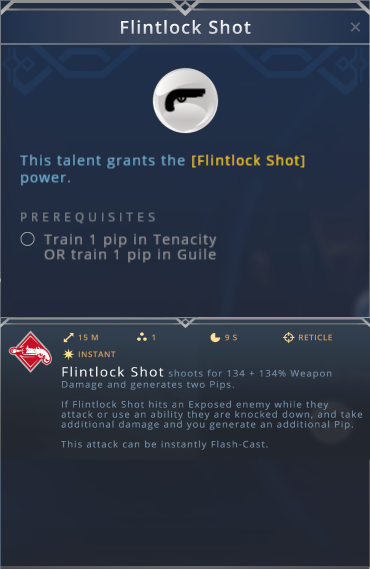 Flintlock Shot
This talent grants the [Flintlock Shot]
power.
PREREQUISITES
Train 1 pip in Tenacity
OR train 1 pip in Guile
15 M 1 9 S RETICLE
INSTANT
Flintlock Shot shoots for 134 + 134% Weapon
Damage and generates two Pips.
If Flintlock Shot hits an Exposed enemy while they
attack or use an ability they are knocked down, and take
additional damage and you generate an additional Pip.
This attack can be instantly Flash-Cast.